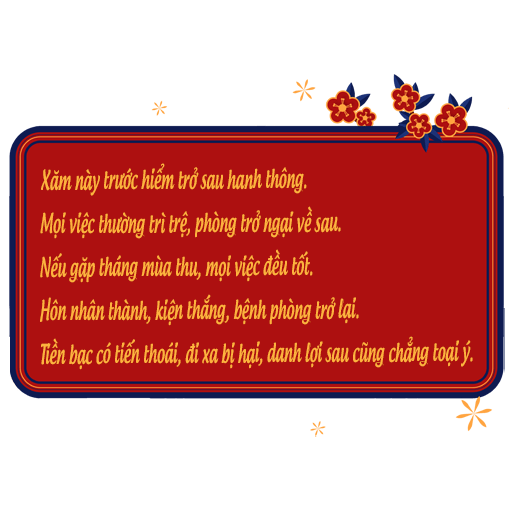 Xăm này trước hiểm trở sau hanh thông.
Mọi việc thường trì trệ, phòng trở ngại về sau.
Nếu gặp tháng mùa thu, mọi việc đều tốt.
Hôn nhân thành, kiện thắng, bệnh phòng trở lại.
Tiền bạc có tiến thoái, đi xa bị hại, danh lợi sau cũng chẳng toại ý.